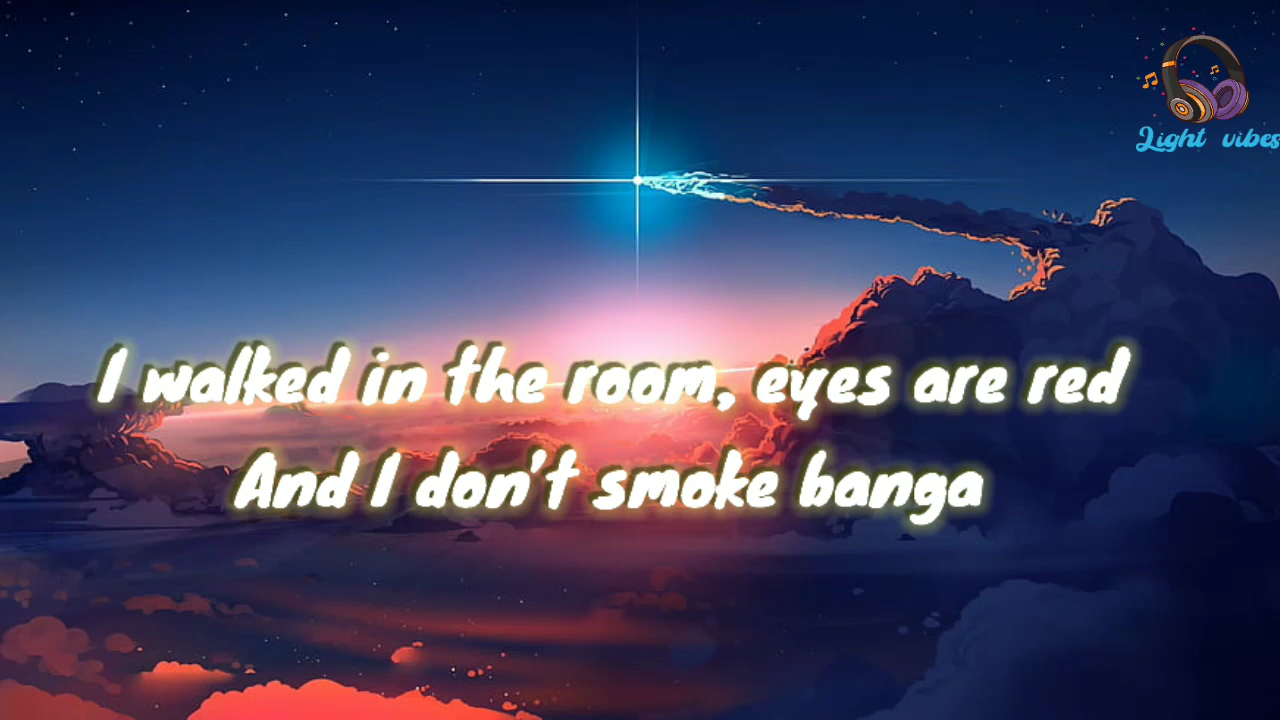 Light vibes
I walked in the room, eyes are red
And I don't smoke banga